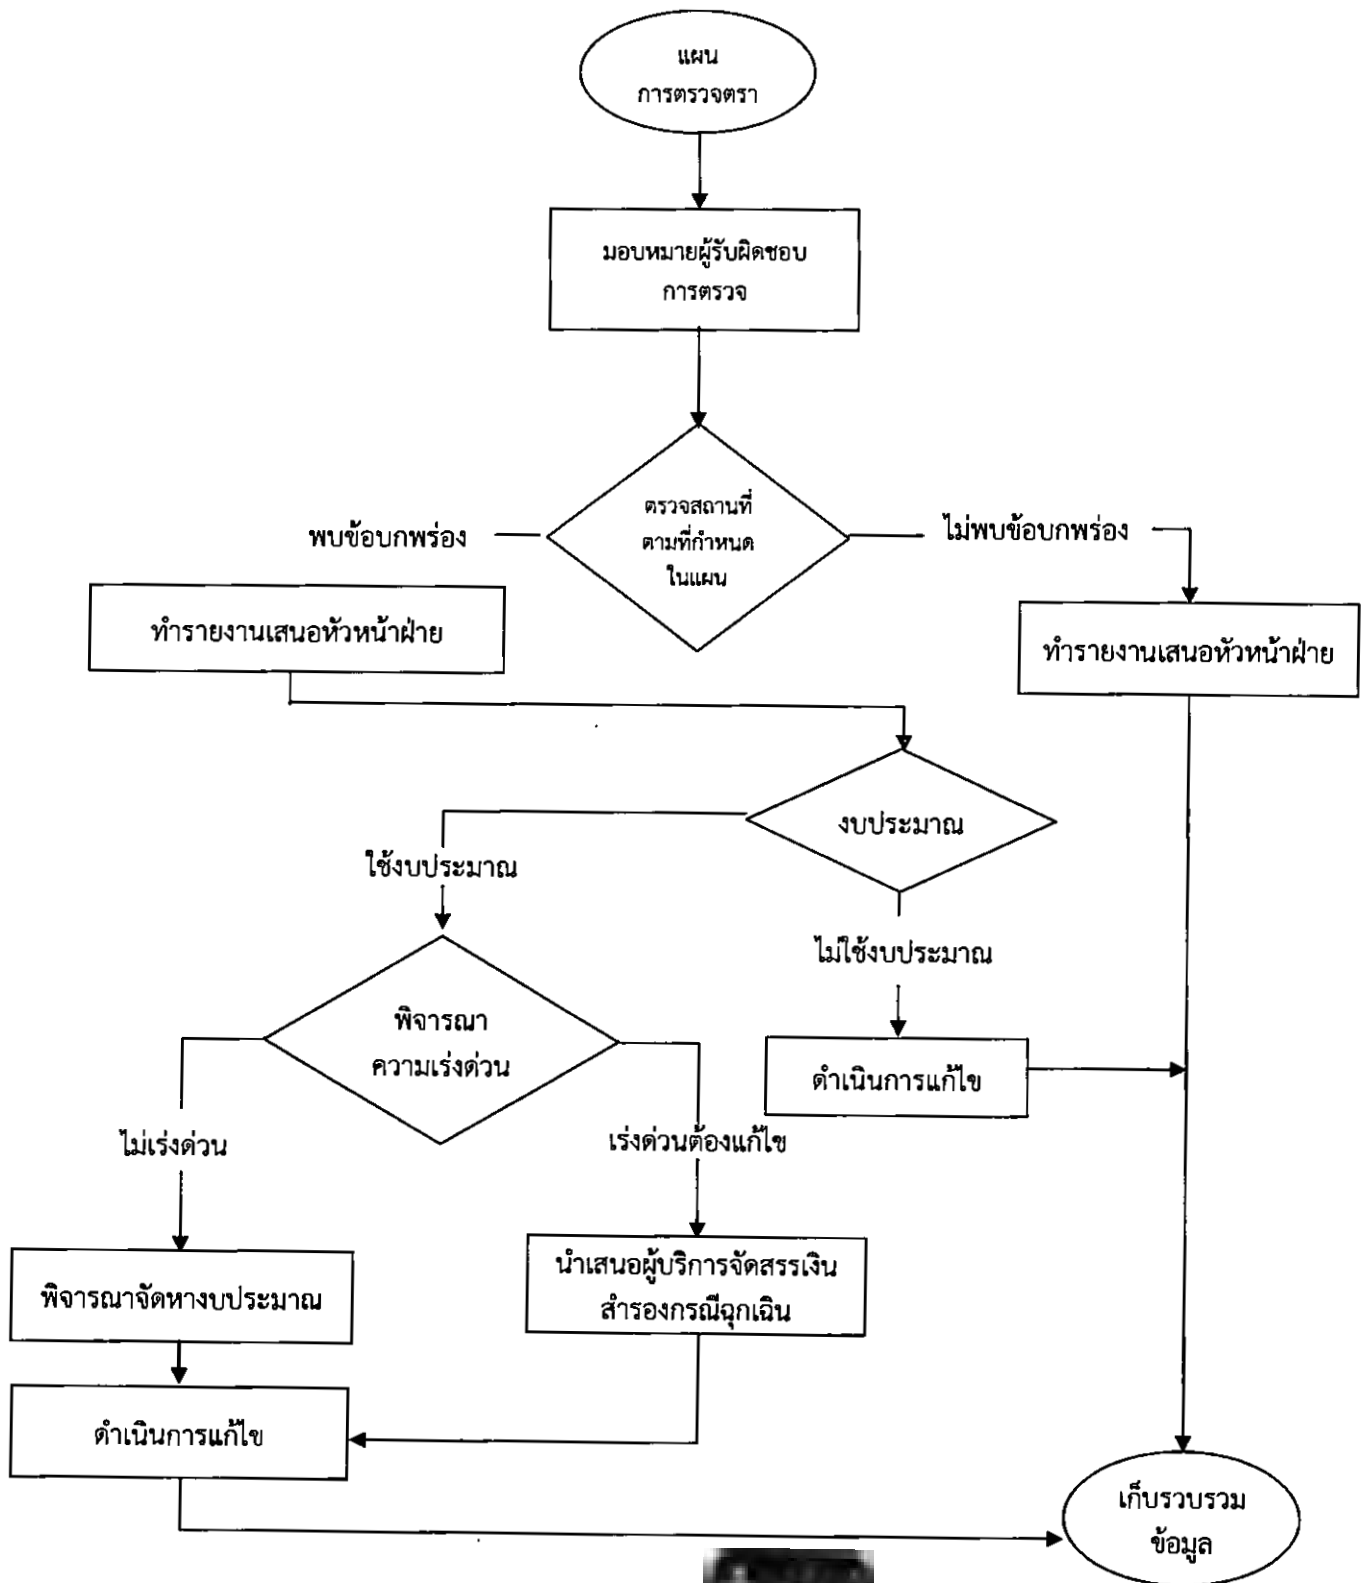 แผน
การตรวจตรา
มอบหมายผู้รับผิดชอบ
การตรวจ
ตรวจสถานที่
ตามที่กำหนด
ในแผน
พบข้อบกพร่อง
ไม่พบข้อบกพร่อง
ทำรายงานเสนอหัวหน้าฝ่าย
ทำรายงานเสนอหัวหน้าฝ่าย
งบประมาณ
ใช้งบประมาณ
ไม่ใช้งบประมาณ
พิจารณา
ความเร่งด่วน
ดำเนินการแก้ไข
ไม่เร่งด่วน
เร่งด่วนต้องแก้ไข
พิจารณาจัดหางบประมาณ
นำเสนอผู้บริการจัดสรรเงิน
สำรองกรณีฉุกเฉิน
ดำเนินการแก้ไข
เก็บรวบรวม
ข้อมูล